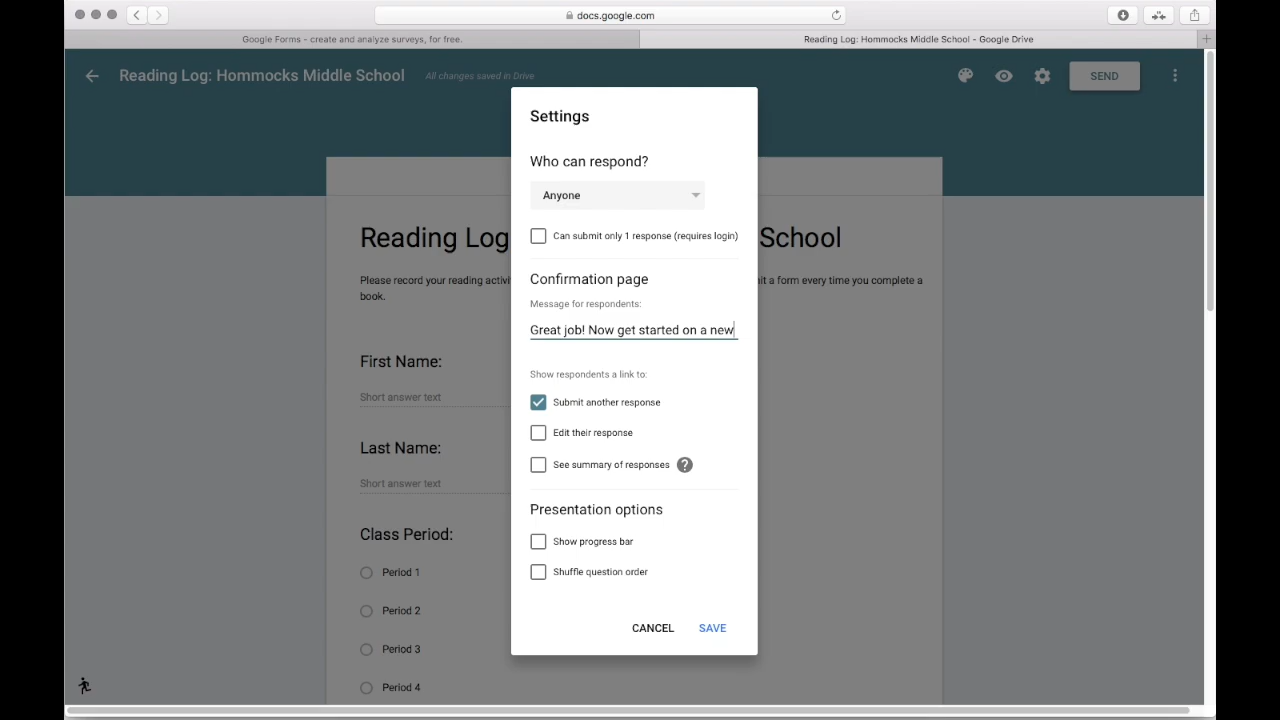 docs.google.com
Google Forms - create and analyze surveys, for free.
Reading Log: Hommocks Middle School - Google Drive
Reading Log: Hommocks Middle School
All changes saved in Drive
SEND
Settings
Who can respond?
Anyone
Can submit only 1 response (requires login)
Confirmation page
Message for respondents:
Great job! Now get started on a new
Show respondents a link to:
Submit another response
Edit their response
See summary of responses ?
Presentation options
Show progress bar
Shuffle question order
CANCEL SAVE
Reading Log School
Please record your reading a a form every time you complete a
book.
First Name:
Short answer text
Last Name:
Short answer text
Class Period:
Period 1
Period 2
Period 3
Period 4